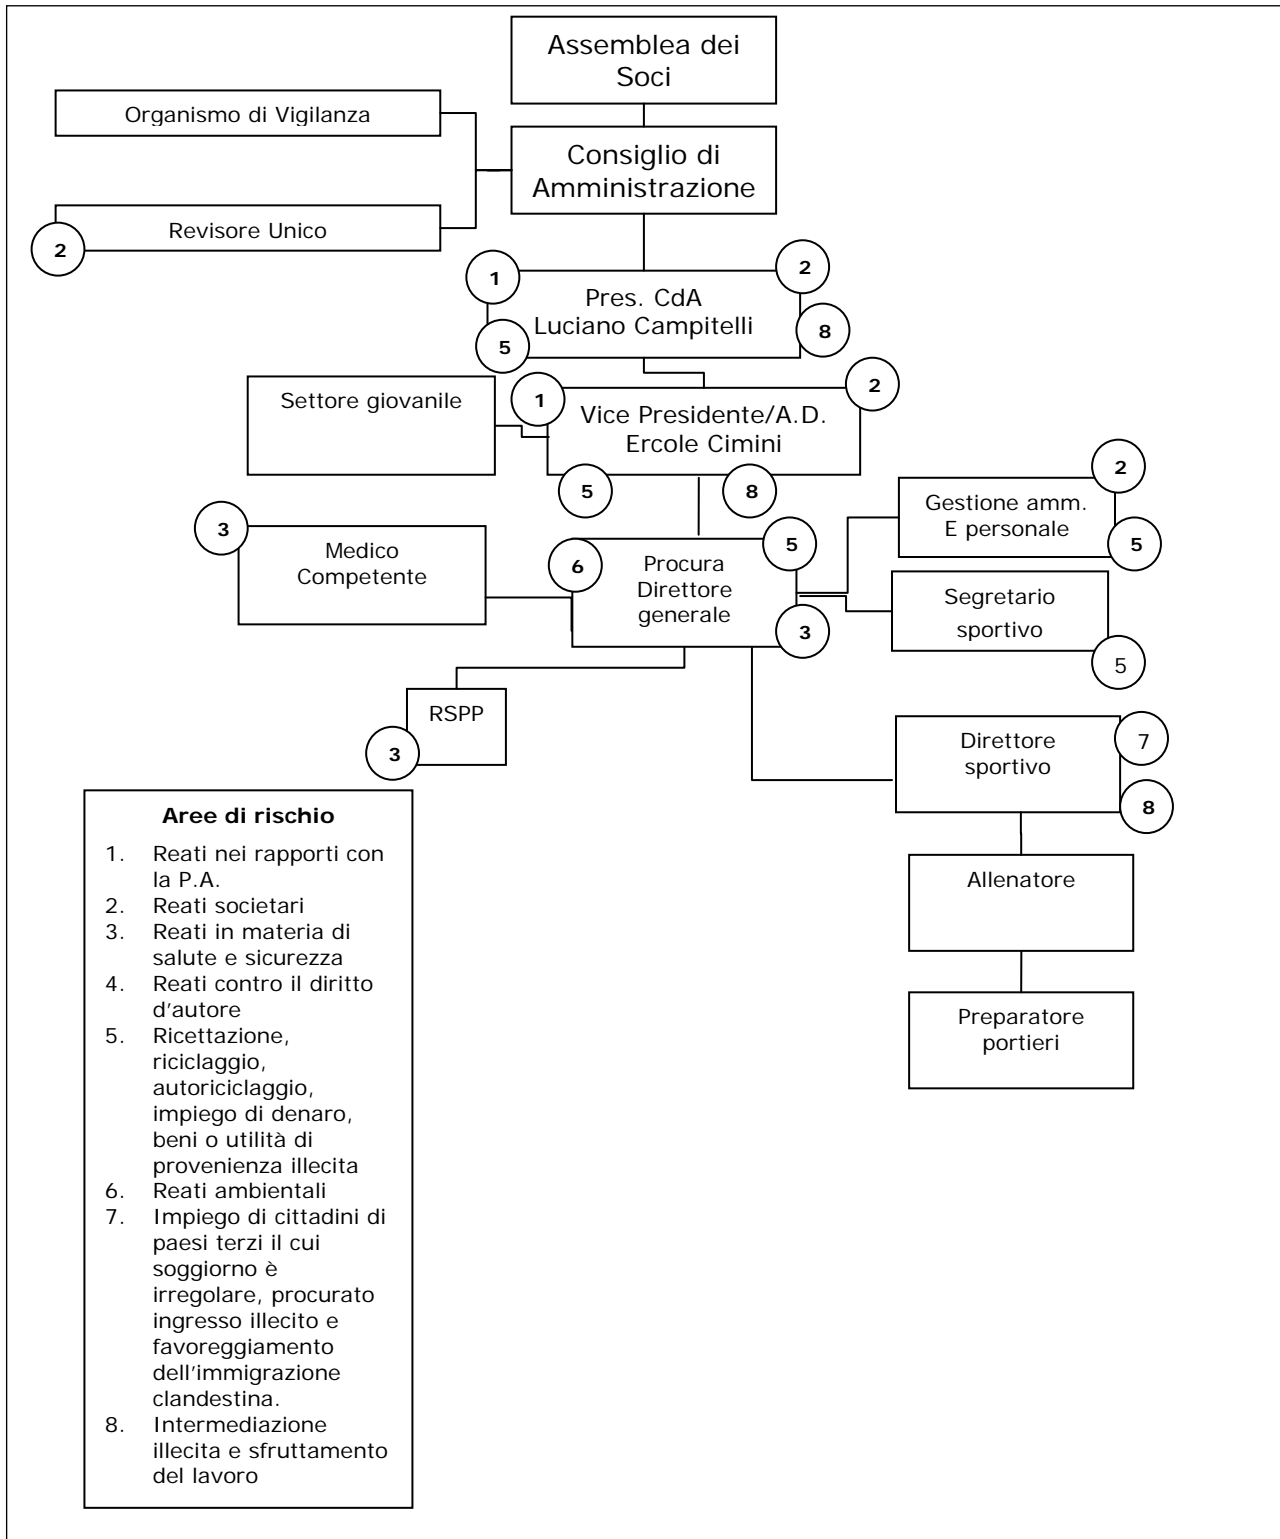 Assemblea dei
Soci
Organismo di Vigilanza
Consiglio di
Amministrazione
Revisore Unico
2
1
2
Pres. CdA
Luciano Campitelli
5
8
Settore giovanile
1
2
Vice Presidente/A.D.
Ercole Cimini
5
8
2
Gestione amm.
E personale
5
3
Medico
Competente
6
5
Procura
Direttore
generale
3
Segretario
sportivo
5
RSPP
3
Direttore
sportivo
7
8
Allenatore
Preparatore
portieri
Aree di rischio
1. Reati nei rapporti con
la P.A.
2. Reati societari
3. Reati in materia di
salute e sicurezza
4. Reati contro il diritto
d'autore
5. Ricettazione,
riciclaggio,
autoriciclaggio,
impiego di denaro,
beni o utilità di
provenienza illecita
6. Reati ambientali
7. Impiego di cittadini di
paesi terzi il cui
soggiorno è
irregolare, procurato
ingresso illecito e
favoreggiamento
dell'immigrazione
clandestina.
8. Intermediazione
illecita e sfruttamento
del lavoro